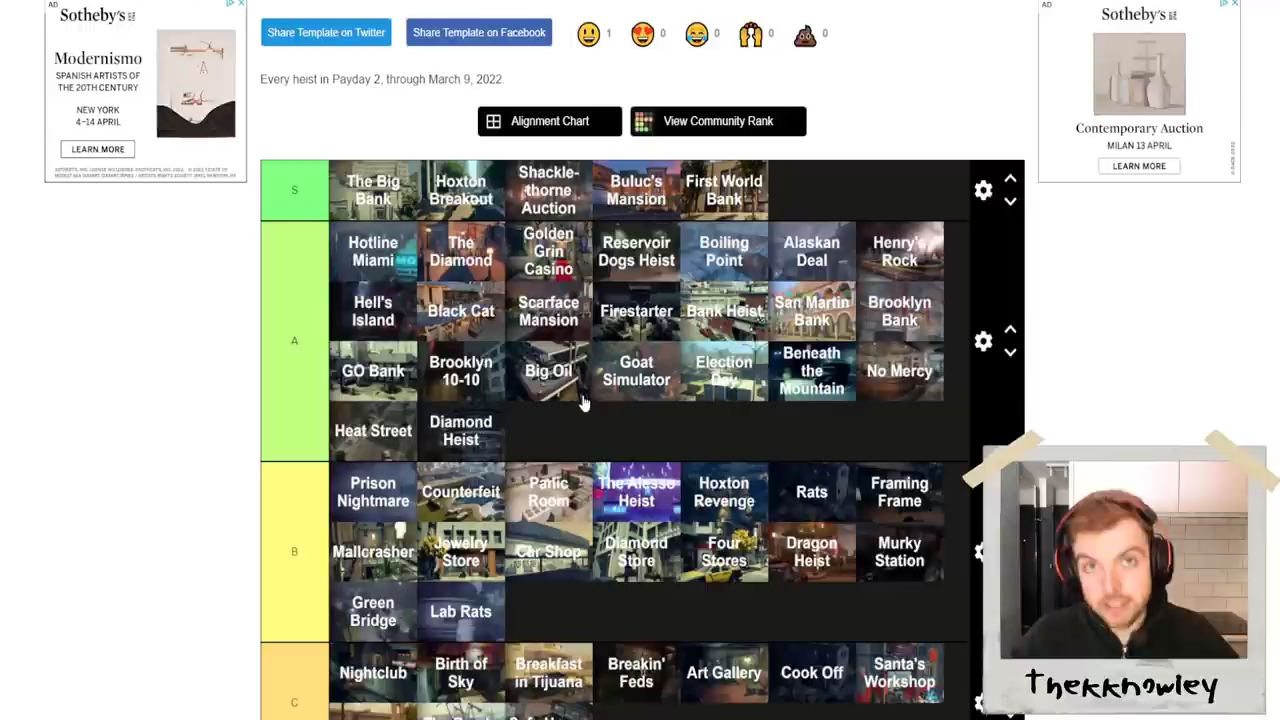 AD
Sotheby's
Modernismo
SPANISH ARTISTS OF
THE 20TH CENTURY
NEW YORK
4–14 APRIL
LEARN MORE
Share Template on Twitter
Share Template on Facebook
1
0
0
0
0
Every heist in Payday 2, through March 9, 2022.
Alignment Chart
View Community Rank
AD
Sotheby's
Contemporary Auction
MILAN 13 APRIL
LEARN MORE
S
The Big Bank
Hoxton Breakout
Shackle-thorne Auction
Buluc's Mansion
First World Bank
A
Hotline Miami
The Diamond
Golden Grin Casino
Reservoir Dogs Heist
Boiling Point
Alaskan Deal
Henry's Rock
Hell's Island
Black Cat
Scarface Mansion
Firestarter
Bank Heist
San Martin Bank
Brooklyn Bank
GO Bank
Brooklyn 10-10
Big Oil
Goat Simulator
Election Day
Beneath the Mountain
No Mercy
Heat Street
Diamond Heist
B
Prison Nightmare
Counterfeit
Panic Room
The Alesso Heist
Hoxton Revenge
Rats
Framing Frame
Mallcrasher
Jewelry Store
Car Shop
Diamond Store
Four Stores
Dragon Heist
Murky Station
Green Bridge
Lab Rats
C
Nightclub
Birth of Sky
Breakfast in Tijuana
Breakin' Feds
Art Gallery
Cook Off
Santa's Workshop
Thekknowley